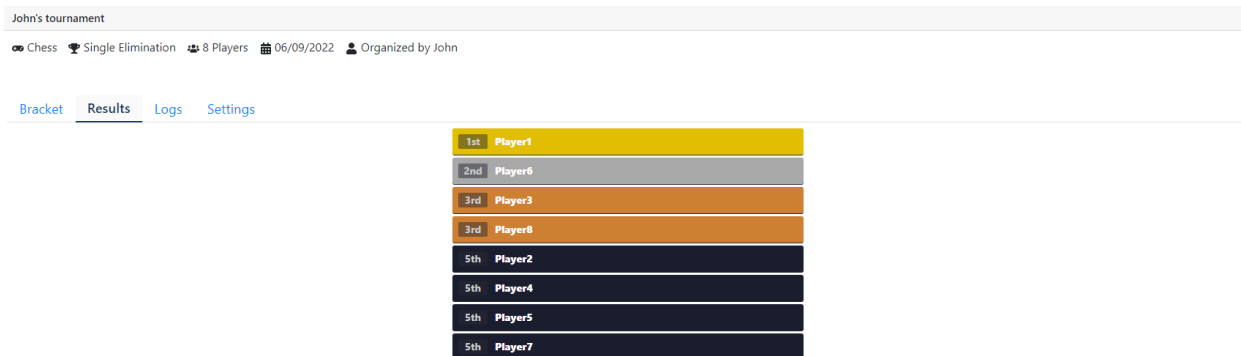 John's tournament
Chess Single Elimination 8 Players 06/09/2022 Organized by John
Bracket Results Logs Settings
1st Player1
2nd Player6
3rd Player3
3rd Player8
5th Player2
5th Player4
5th Player5
5th Player7